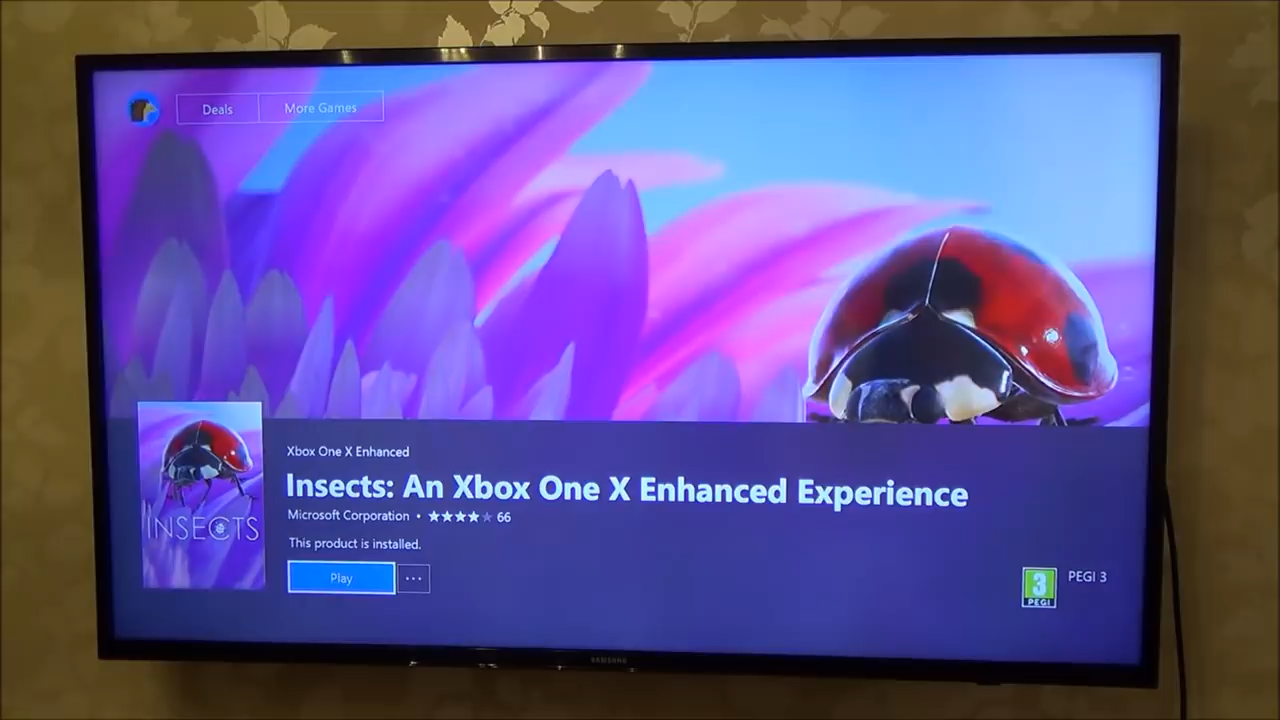 Deals
More Games
Xbox One X Enhanced
Insects: An Xbox One X Enhanced Experience
Microsoft Corporation • ★★★★★ 66
This product is installed.
Play
...
INSECTS
3
PEGI
PEGI 3
SAMSUNG